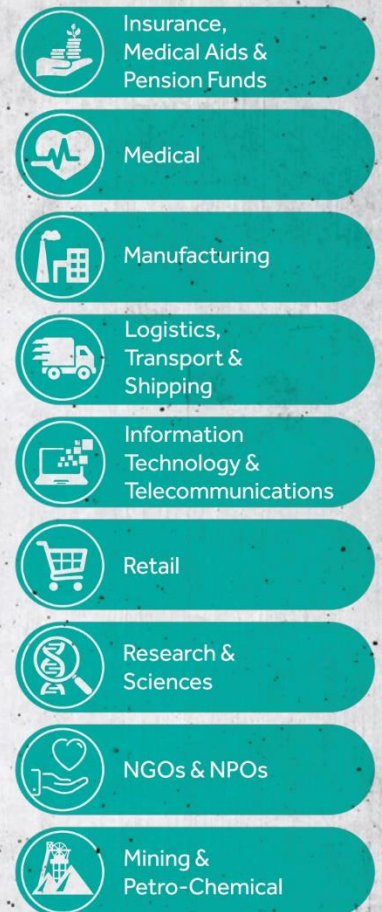 Insurance,
Medical Aids &
Pension Funds
Medical
Manufacturing
Logistics,
Transport &
Shipping
Information
Technology &
Telecommunications
Retail
Research &
Sciences
NGOs & NPOs
Mining &
Petro-Chemical